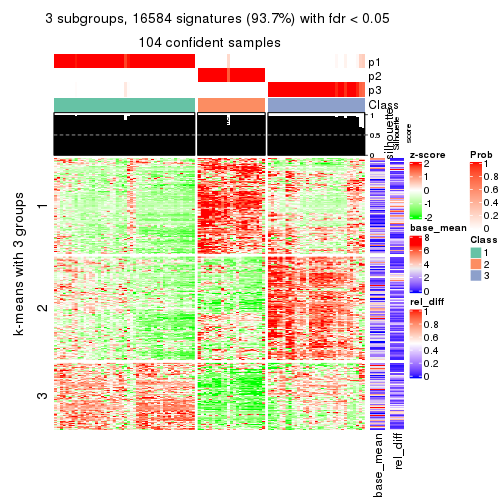 3 subgroups, 16584 signatures (93.7%) with fdr < 0.05
104 confident samples
p1
p2
p3
Class
1
0.5
0
silhouette
Silhouette
score
k-means with 3 groups
1
2
3
base_mean
rel_diff
z-score
2
1
0
-1
-2
base_mean
8
6
4
2
0
rel_diff
1
0.8
0.6
0.4
0.2
0
Prob
1
0.8
0.6
0.4
0.2
0
Class
1
2
3